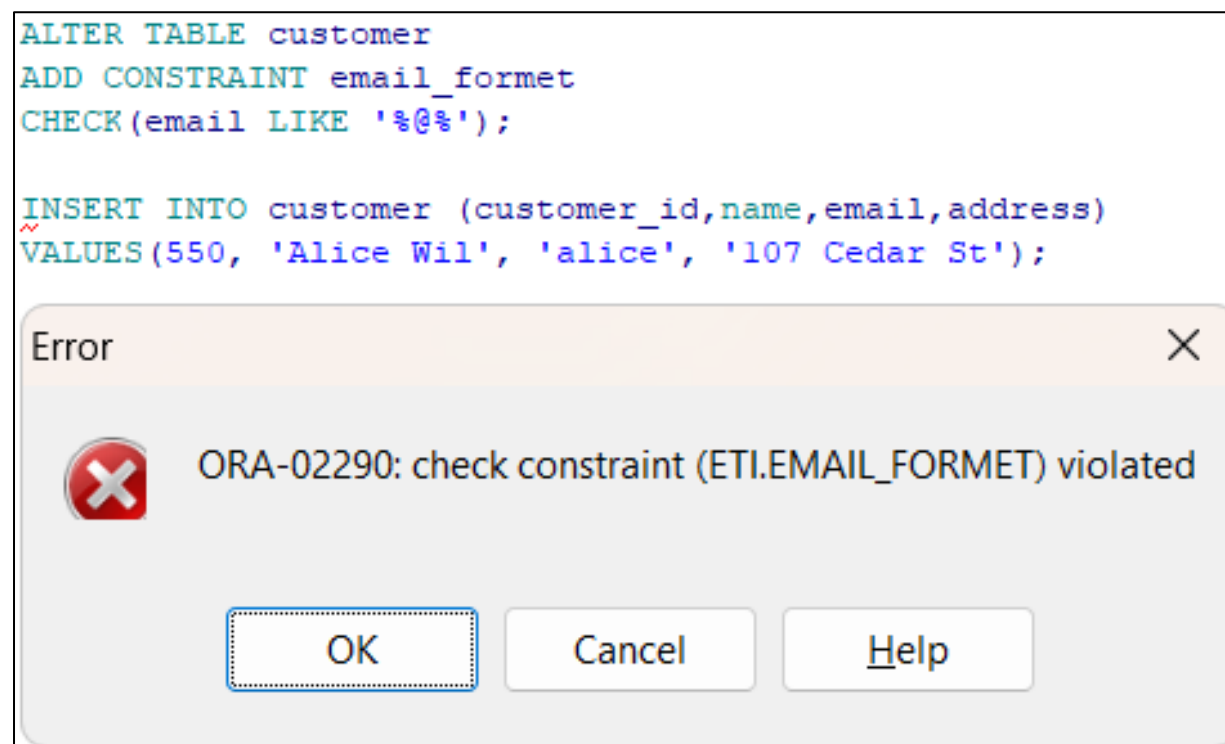 ALTER TABLE customer
ADD CONSTRAINT email_formet
CHECK(email LIKE '%@%');
INSERT INTO customer (customer_id,name,email,address)
VALUES(550, 'Alice Wil', 'alice', '107 Cedar St');
Error
ORA-02290: check constraint (ETI.EMAIL_FORMET) violated
OK Cancel Help